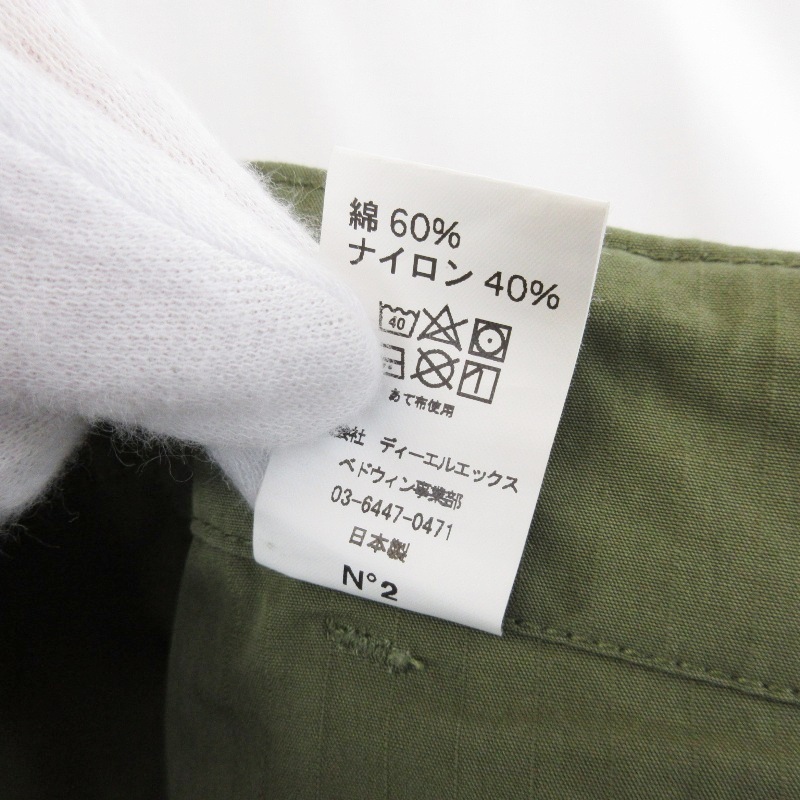 綿 60%
ナイロン 40%
40
あて布使用
会社 ディーエルエックス
ベドウィン事業部
03-6447-0471
日本製
N°2